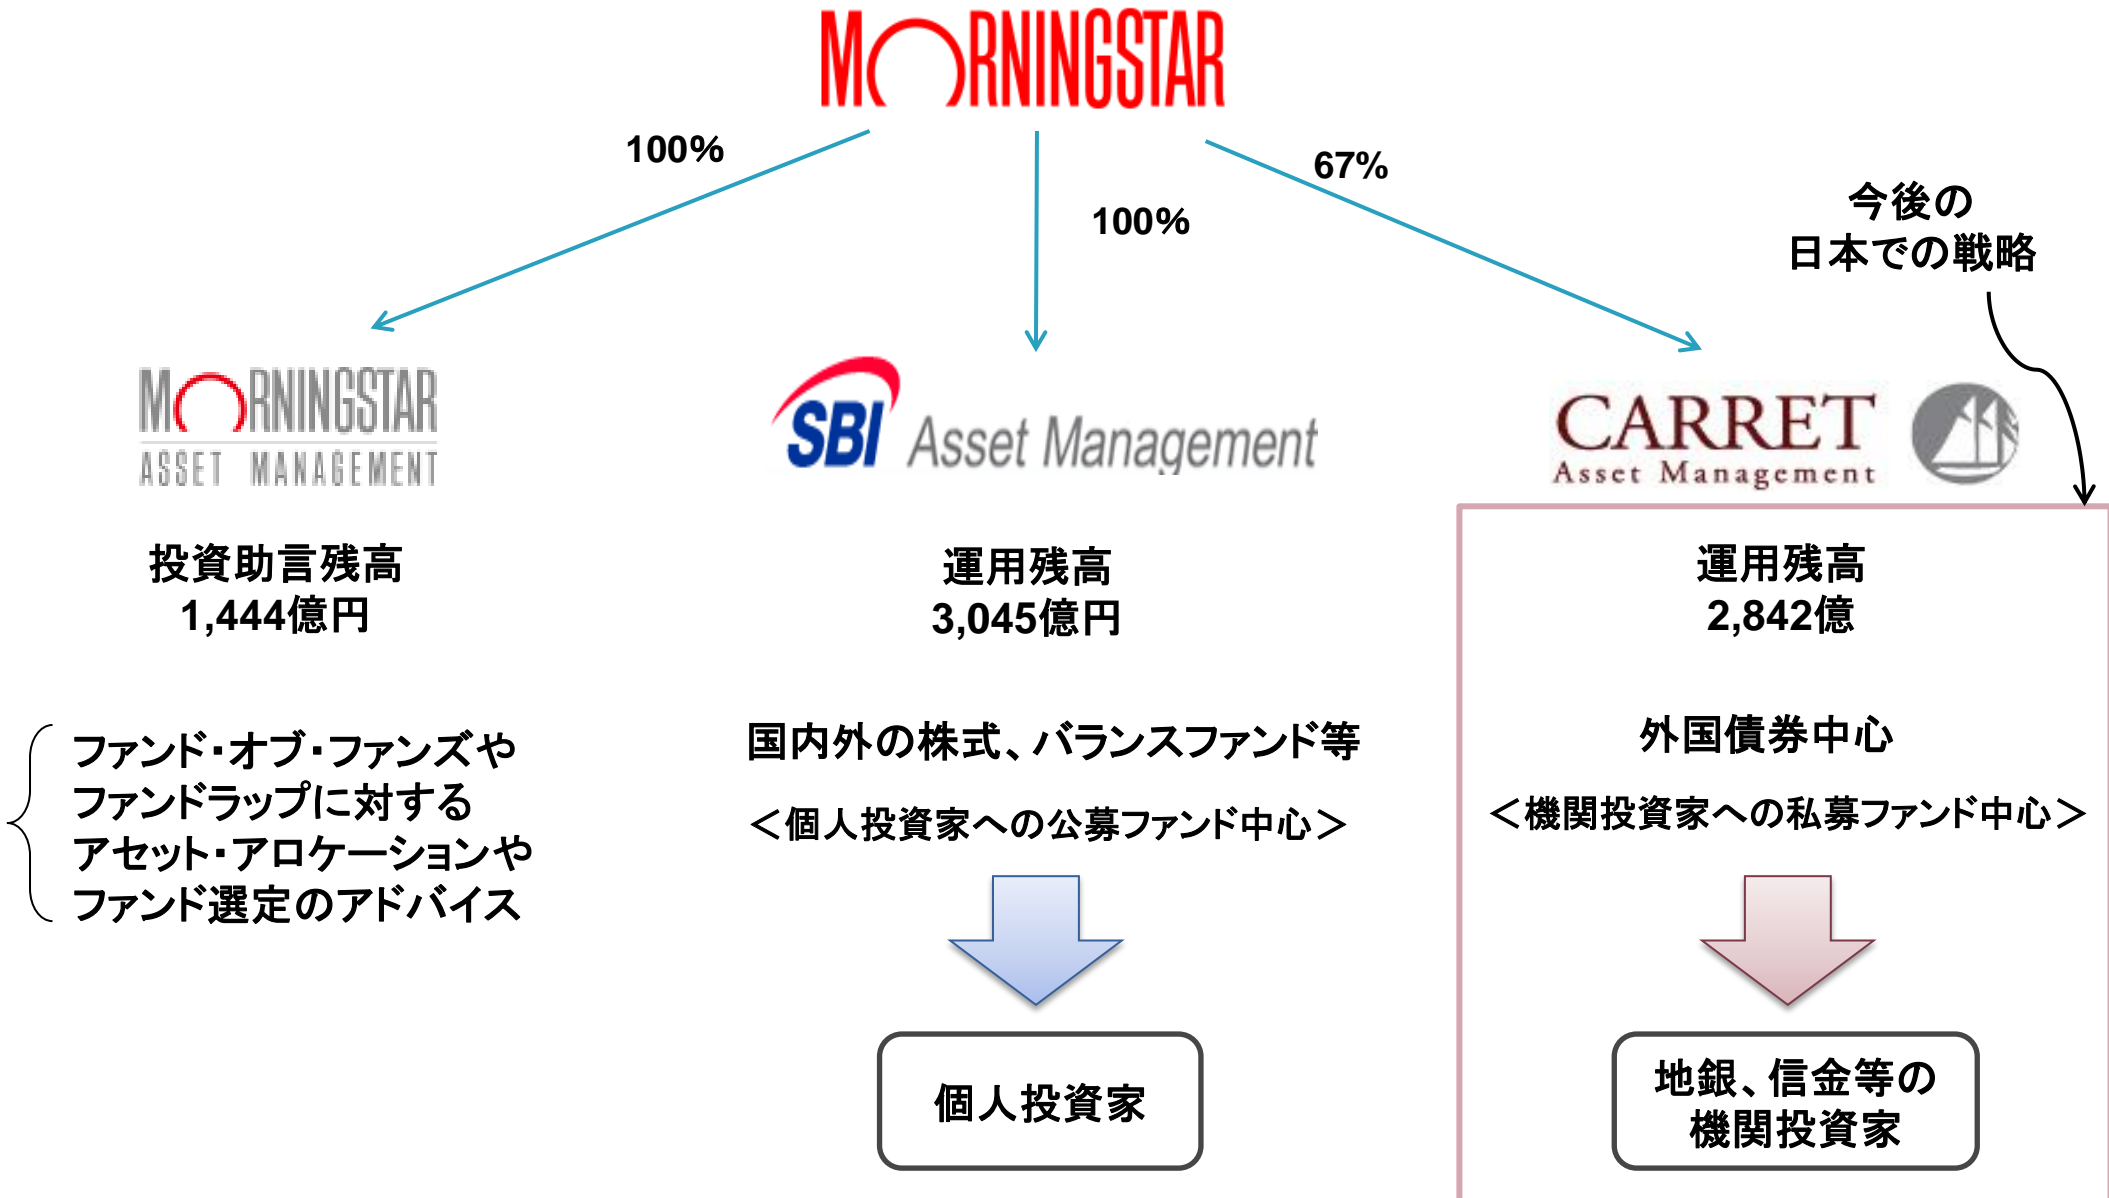 MORNINGSTAR
100%
100%
67%
今後の
日本での戦略
MORNINGSTAR
ASSET MANAGEMENT
SBI Asset Management
CARRET
Asset Management
投資助言残高
1,444億円
ファンド・オブ・ファンズや
ファンドラップに対する
アセット・アロケーションや
ファンド選定のアドバイス
運用残高
3,045億円
国内外の株式、バランスファンド等
＜個人投資家への公募ファンド中心＞
個人投資家
運用残高
2,842億
外国債券中心
＜機関投資家への私募ファンド中心＞
地銀、信金等の
機関投資家